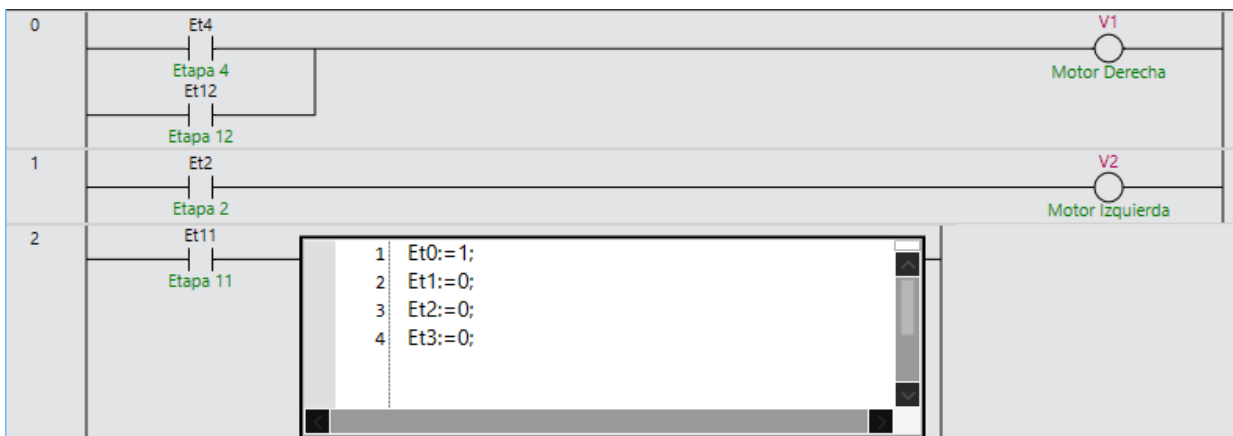 0 Et4 V1
Etapa 4 Motor Derecha
Et12
Etapa 12
1 Et2 V2
Etapa 2 Motor Izquierda
2 Et11
Etapa 11
1 Et0:=1;
2 Et1:=0;
3 Et2:=0;
4 Et3:=0;